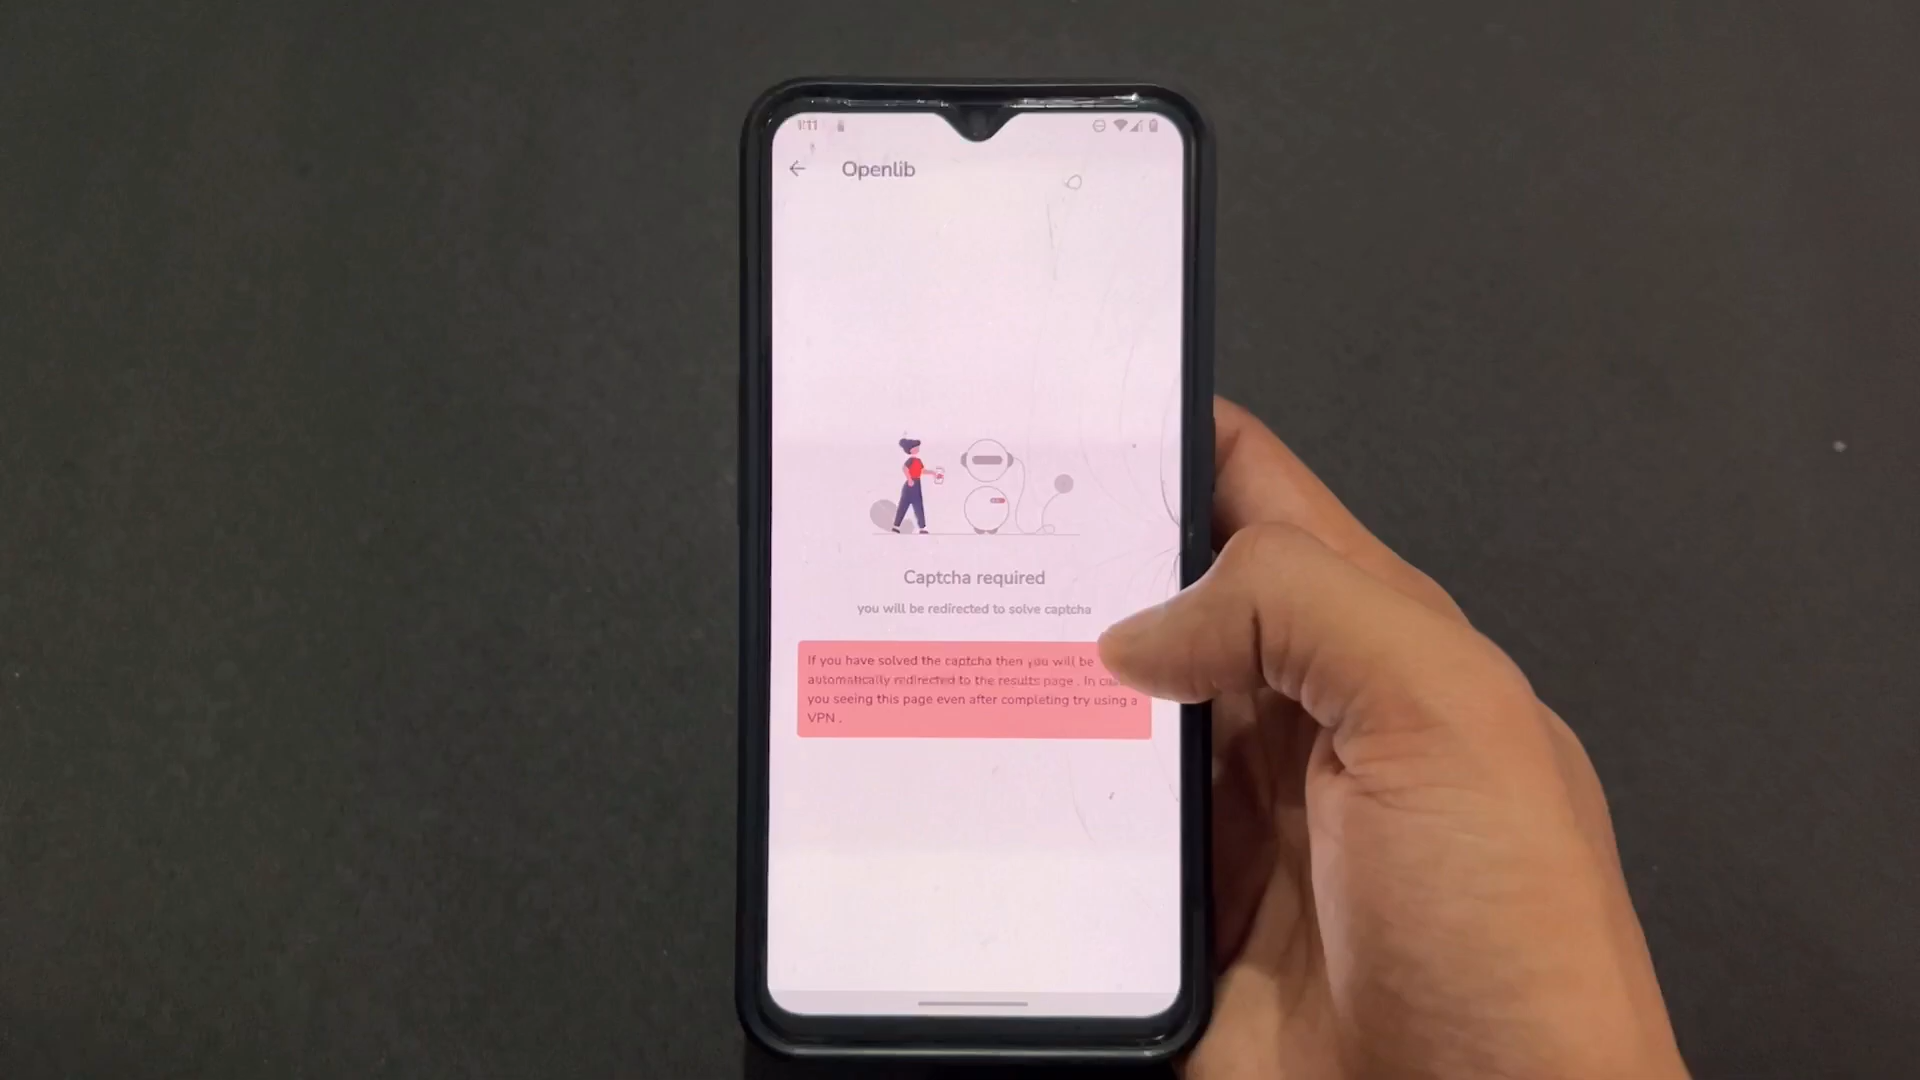 Openlib
Captcha required
you will be redirected to solve captcha
If you have solved the captcha then you will be
automatically redirected to the results page . In
you seeing this page even after completing try using a
VPN .